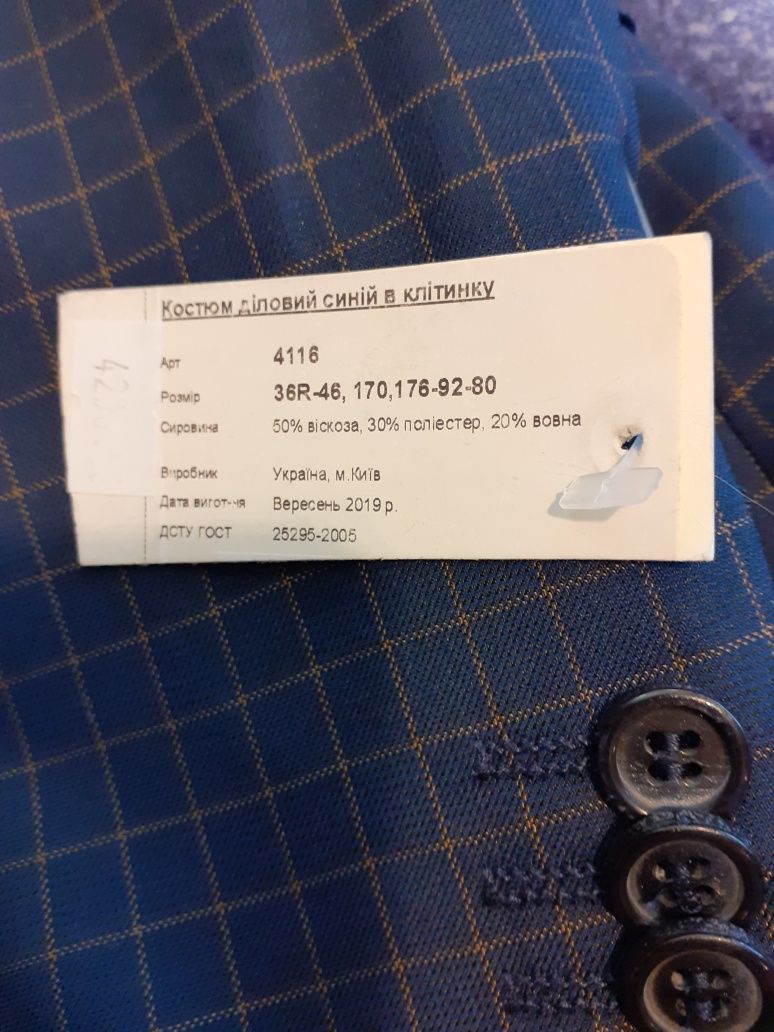 Костюм діловий синій в клітинку
Арт 4116
Розмір 36R-46, 170,176-92-80
Сировина 50% віскоза, 30% поліестер, 20% вовна
Виробник Україна, м.Київ
Дата вигот-ня Вересень 2019 р.
ДСТУ ГОСТ 25295-2005